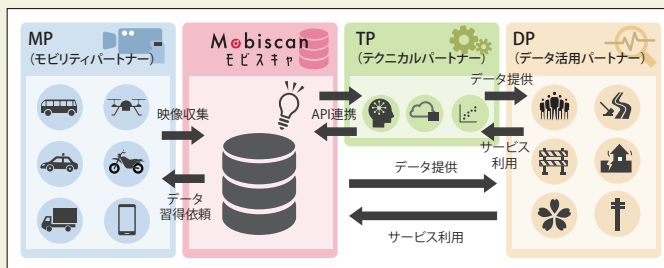 MP
(モビリティパートナー)
Mobiscan
モビスキャ
TP
(テクニカルパートナー)
DP
(データ活用パートナー)
映像収集
データ
習得依頼
API連携
データ提供
サービス
利用
データ提供
サービス利用